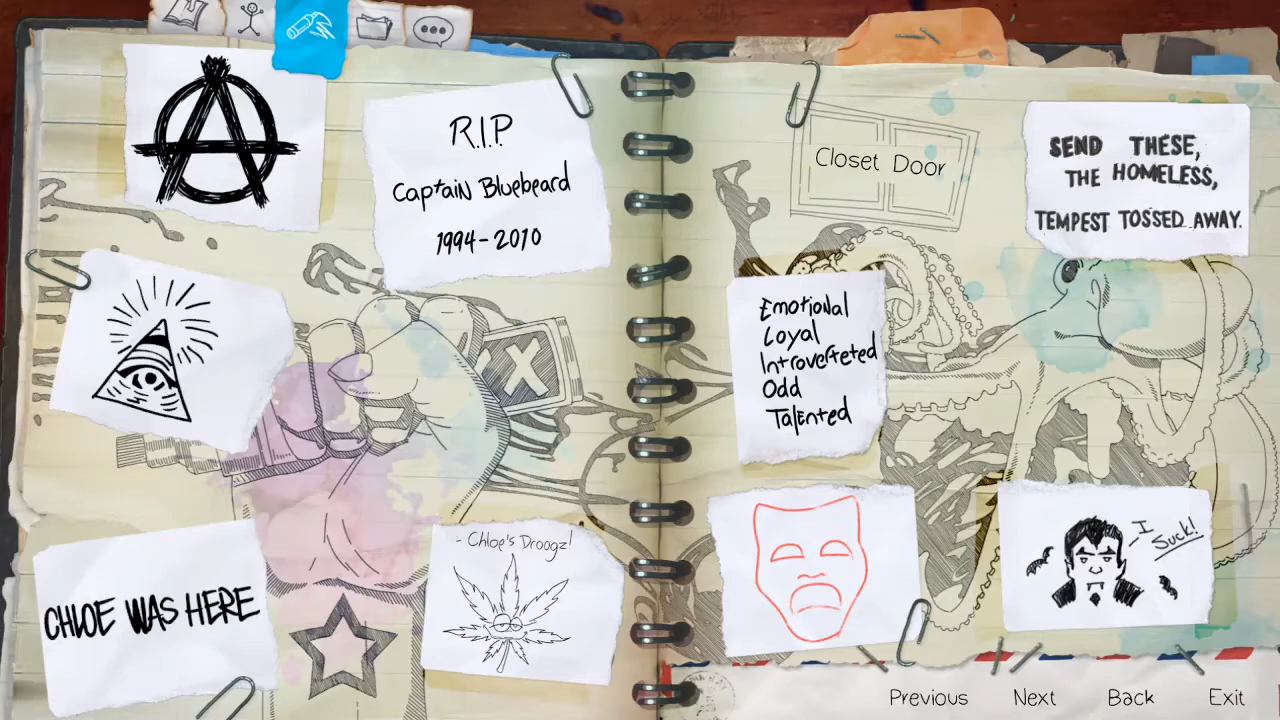 R.I.P
Captain Bluebeard
1994-2010
CHLOE WAS HERE
- Chloe's Droogz!
Closet Door
SEND THESE,
THE HOMELESS,
TEMPEST TOSSED AWAY.
Emotional
Loyal
Introverteted
Odd
Talented
- I
Suck!
Previous
Next
Back
Exit